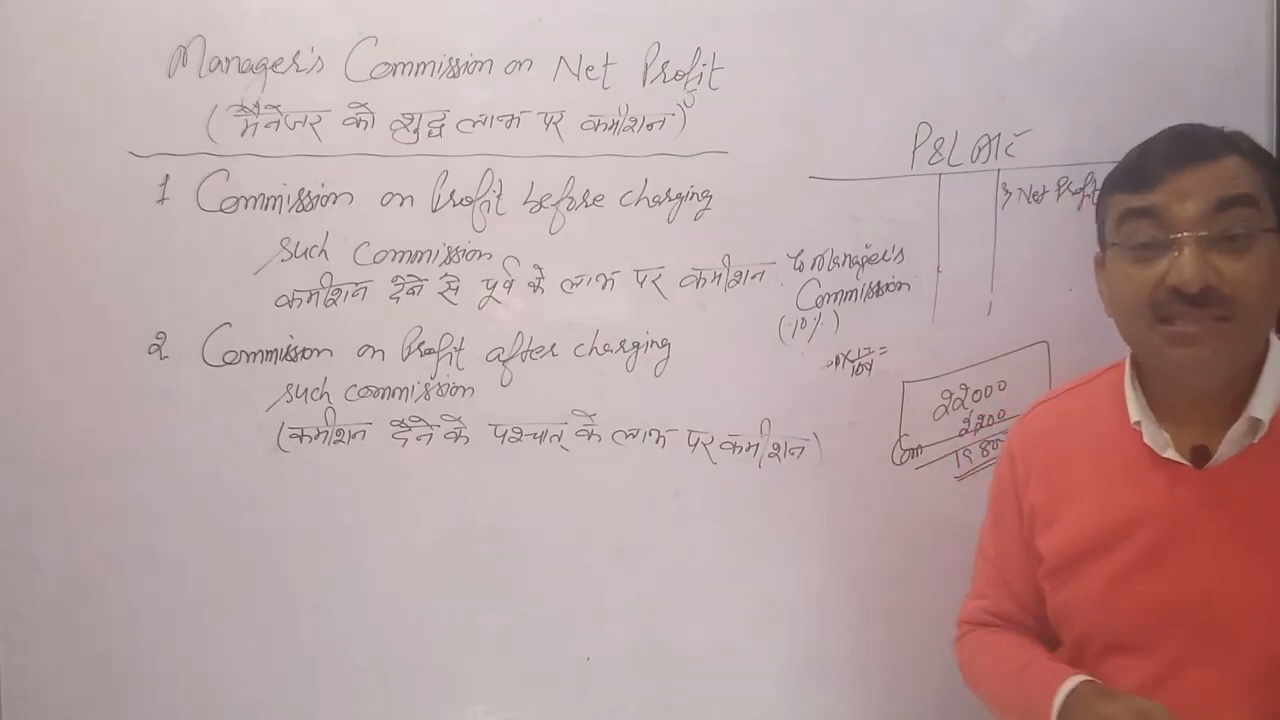 Manager's Commission on Net Profit
(मैनेजर को शुद्ध लाभ पर कमीशन)
1 Commission on Profit before charging
such Commission
कमीशन देने से पूर्व के लाभ पर कमीशन
2 Commission on Profit after charging
such commission
(कमीशन देने के पश्चात् के लाभ पर कमीशन)
P&L A/c
Net Profit
To Manager's
Commission
(10%)
22000
2200
Com
1980